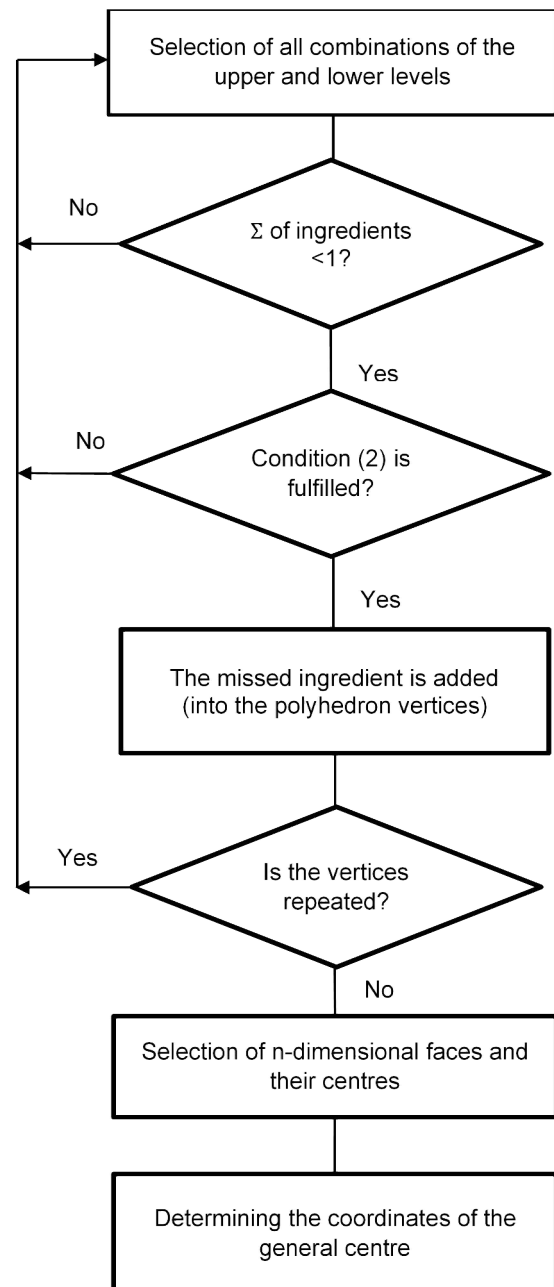 Selection of all combinations of the
upper and lower levels
No
Σ of ingredients
<1?
Yes
No
Condition (2) is
fulfilled?
Yes
The missed ingredient is added
(into the polyhedron vertices)
Yes
Is the vertices
repeated?
No
Selection of n-dimensional faces and
their centres
Determining the coordinates of the
general centre